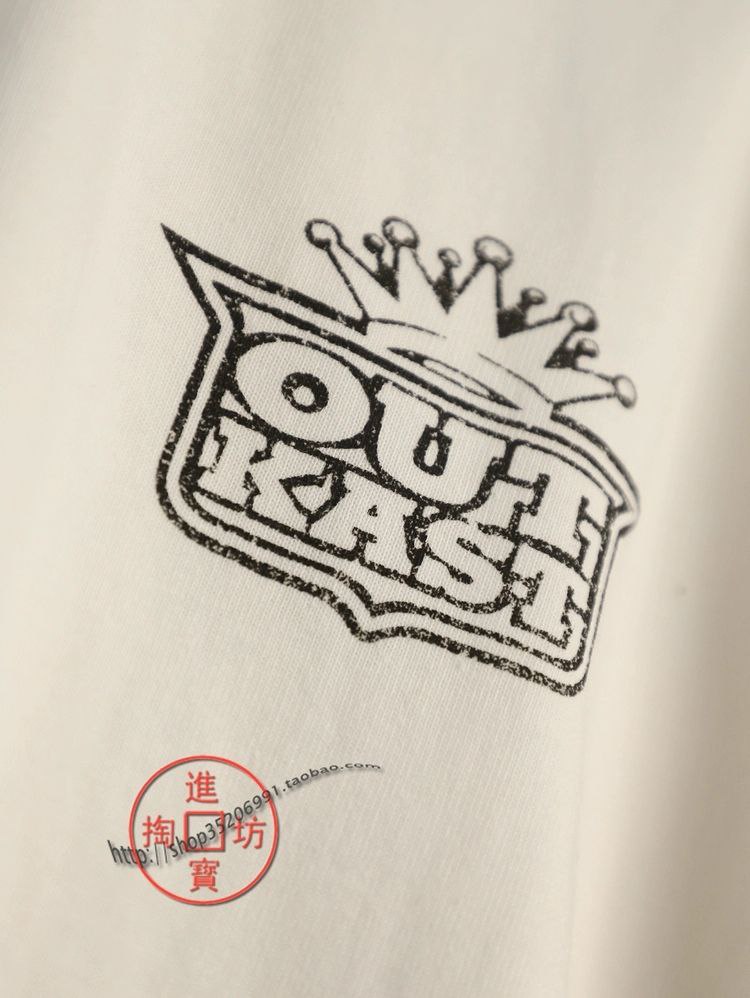 OUT
KAST
進
掏 坊
寶
http://shop35206991.taobao.com